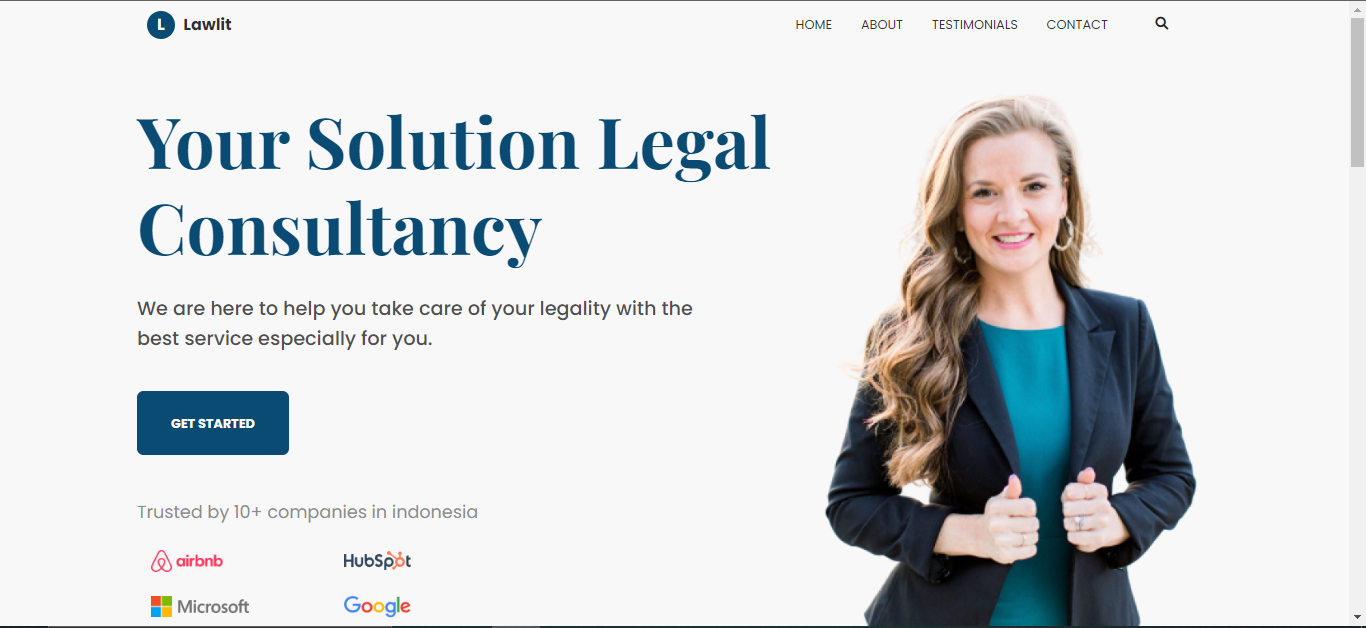 L Lawlit
HOME ABOUT TESTIMONIALS CONTACT
Your Solution Legal
Consultancy
We are here to help you take care of your legality with the
best service especially for you.
GET STARTED
Trusted by 10+ companies in indonesia
airbnb HubSpot
Microsoft Google